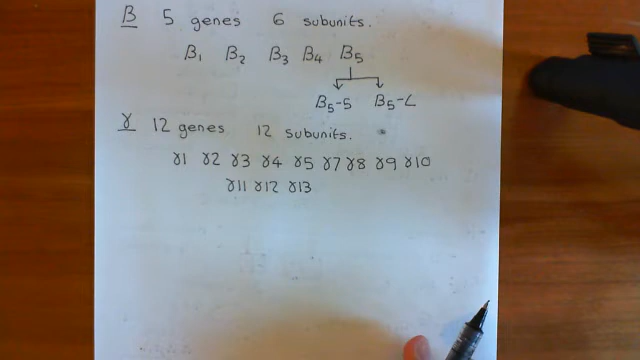 β 5 genes 6 subunits.
β1 β2 β3 β4 β5
β5-S β5-L
γ 12 genes 12 subunits.
γ1 γ2 γ3 γ4 γ5 γ7 γ8 γ9 γ10
γ11 γ12 γ13